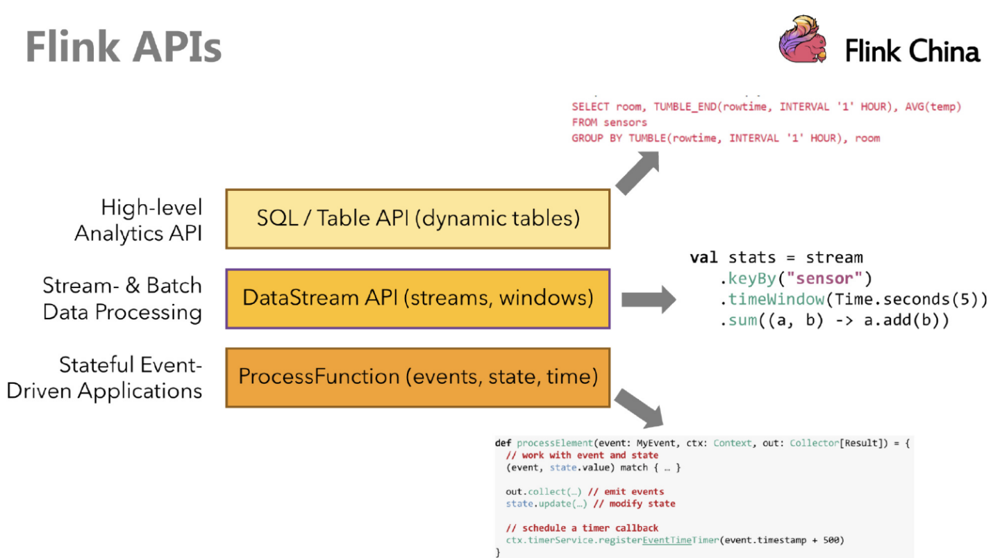 Flink APIs
Flink China
SELECT room, TUMBLE_END(rowtime, INTERVAL '1' HOUR), AVG(temp)
FROM sensors
GROUP BY TUMBLE(rowtime, INTERVAL '1' HOUR), room
High-level
Analytics API
SQL / Table API (dynamic tables)
Stream- & Batch
Data Processing
DataStream API (streams, windows)
val stats = stream
.keyBy("sensor")
.timeWindow(Time.seconds(5))
.sum((a, b) -> a.add(b))
Stateful Event-
Driven Applications
ProcessFunction (events, state, time)
def processElement(event: MyEvent, ctx: Context, out: Collector[Result]) = {
// work with event and state
(event, state.value) match { … }
out.collect(…) // emit events
state.update(…) // modify state
// schedule a timer callback
ctx.timerService.registerEventTimeTimer(event.timestamp + 500)
}